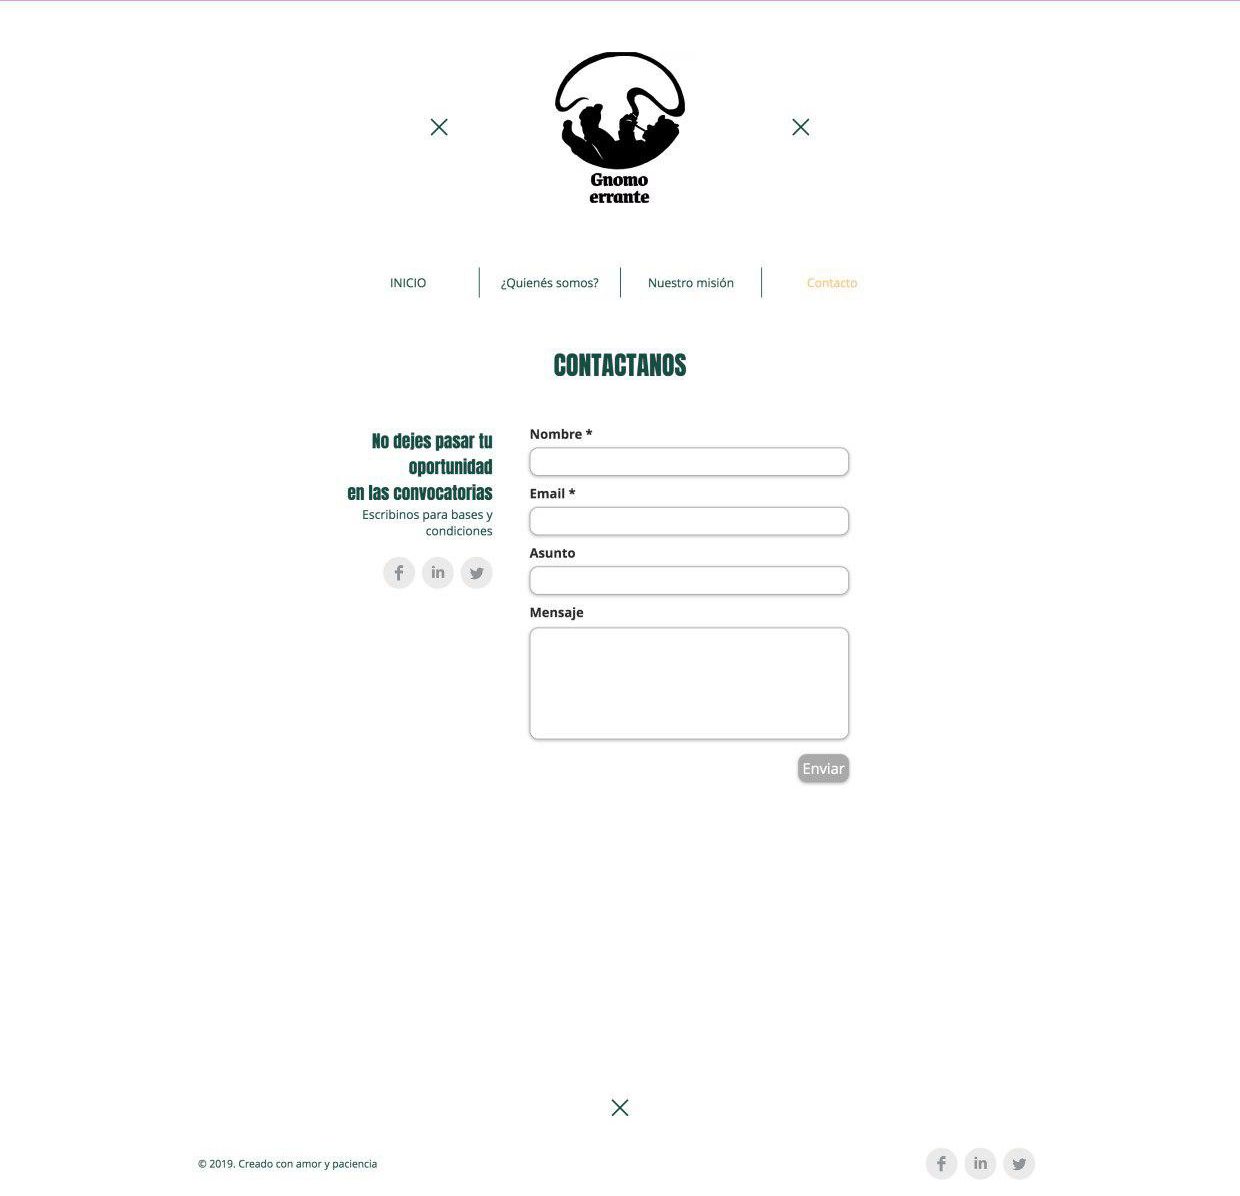 Gnomo
errante
INICIO
¿Quienés somos?
Nuestro misión
Contacto
CONTACTANOS
No dejes pasar tu
oportunidad
en las convocatorias
Escribinos para bases y
condiciones
Nombre *
Email *
Asunto
Mensaje
Enviar
© 2019. Creado con amor y paciencia